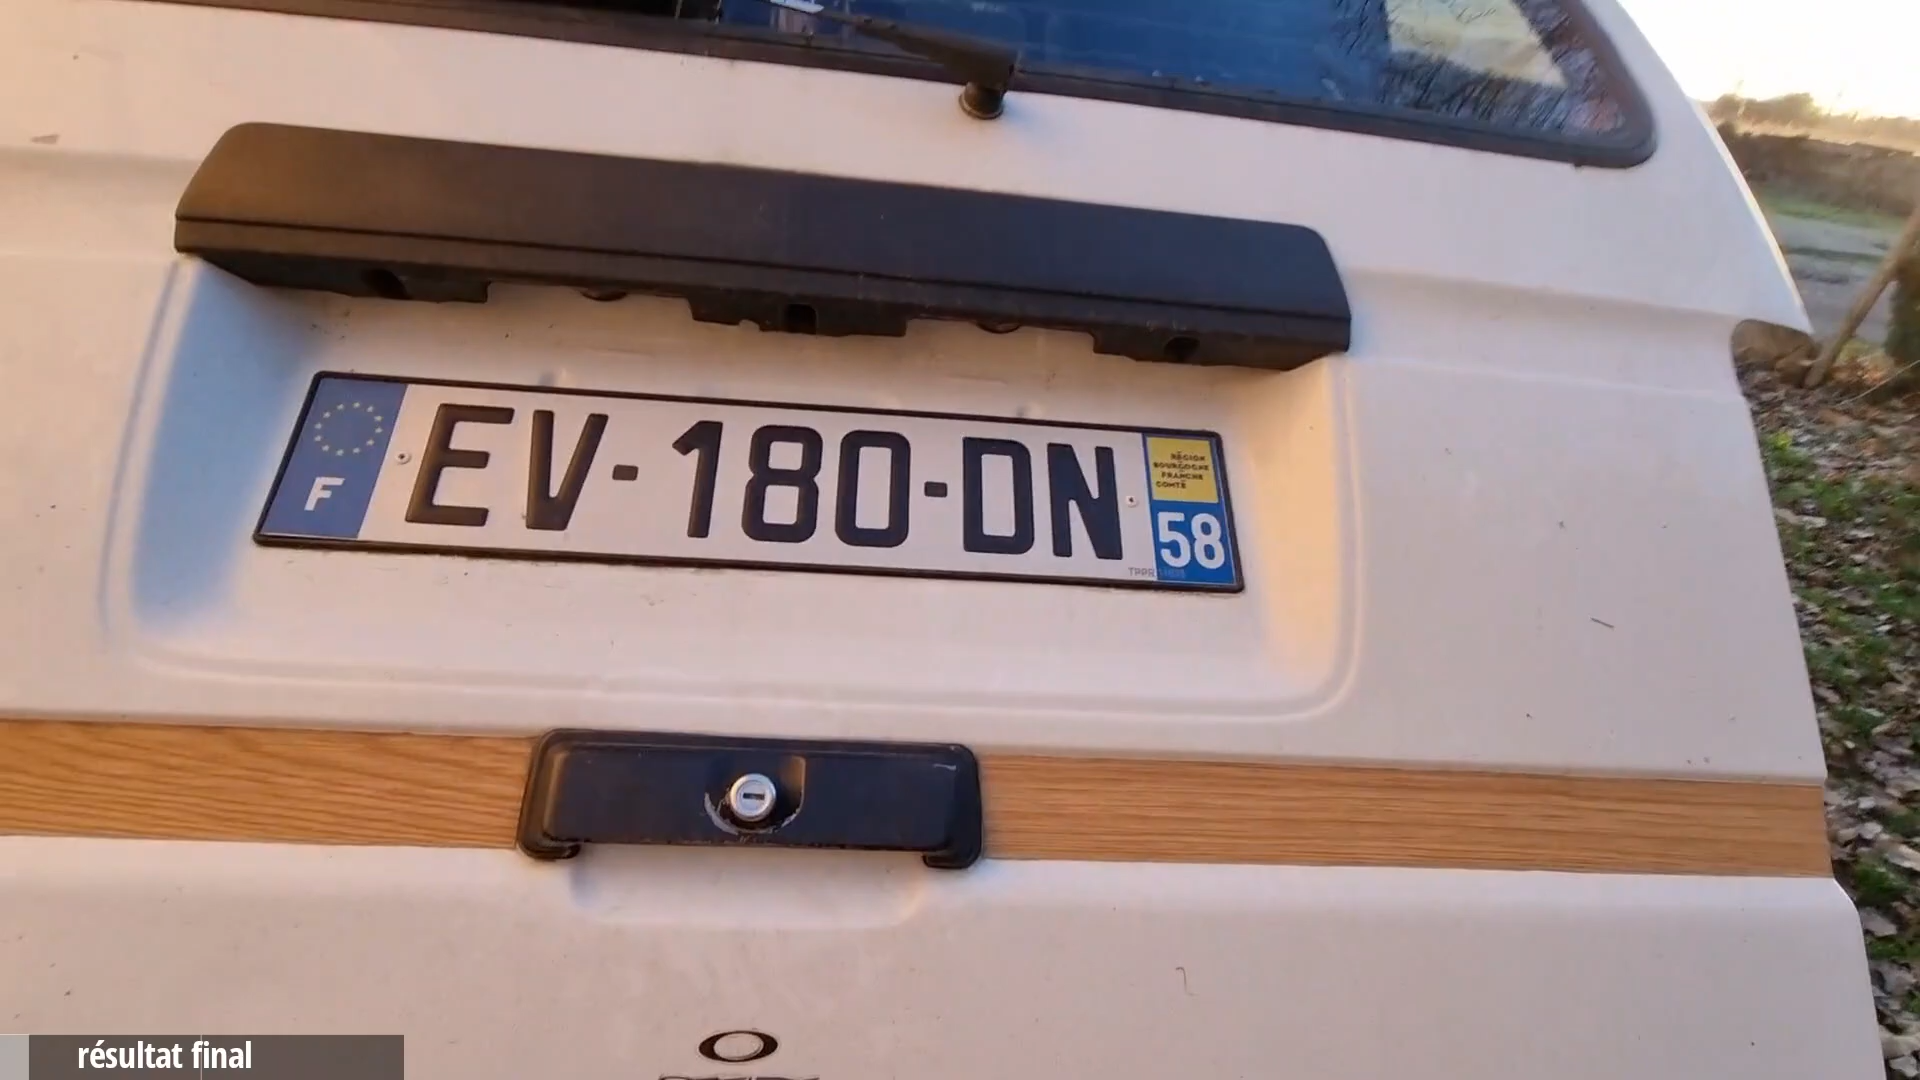 F
EV-180-DN
RÉGION
BOURGOGNE
FRANCHE
COMTÉ
58
résultat final